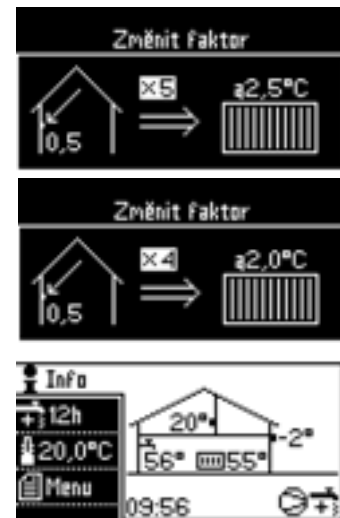 Změnit faktor
×5
±2,5°C
0,5
Změnit faktor
×4
±2,0°C
0,5
Info
12h
20,0°C
Menu
20°
-2°
56°
55°
09:56